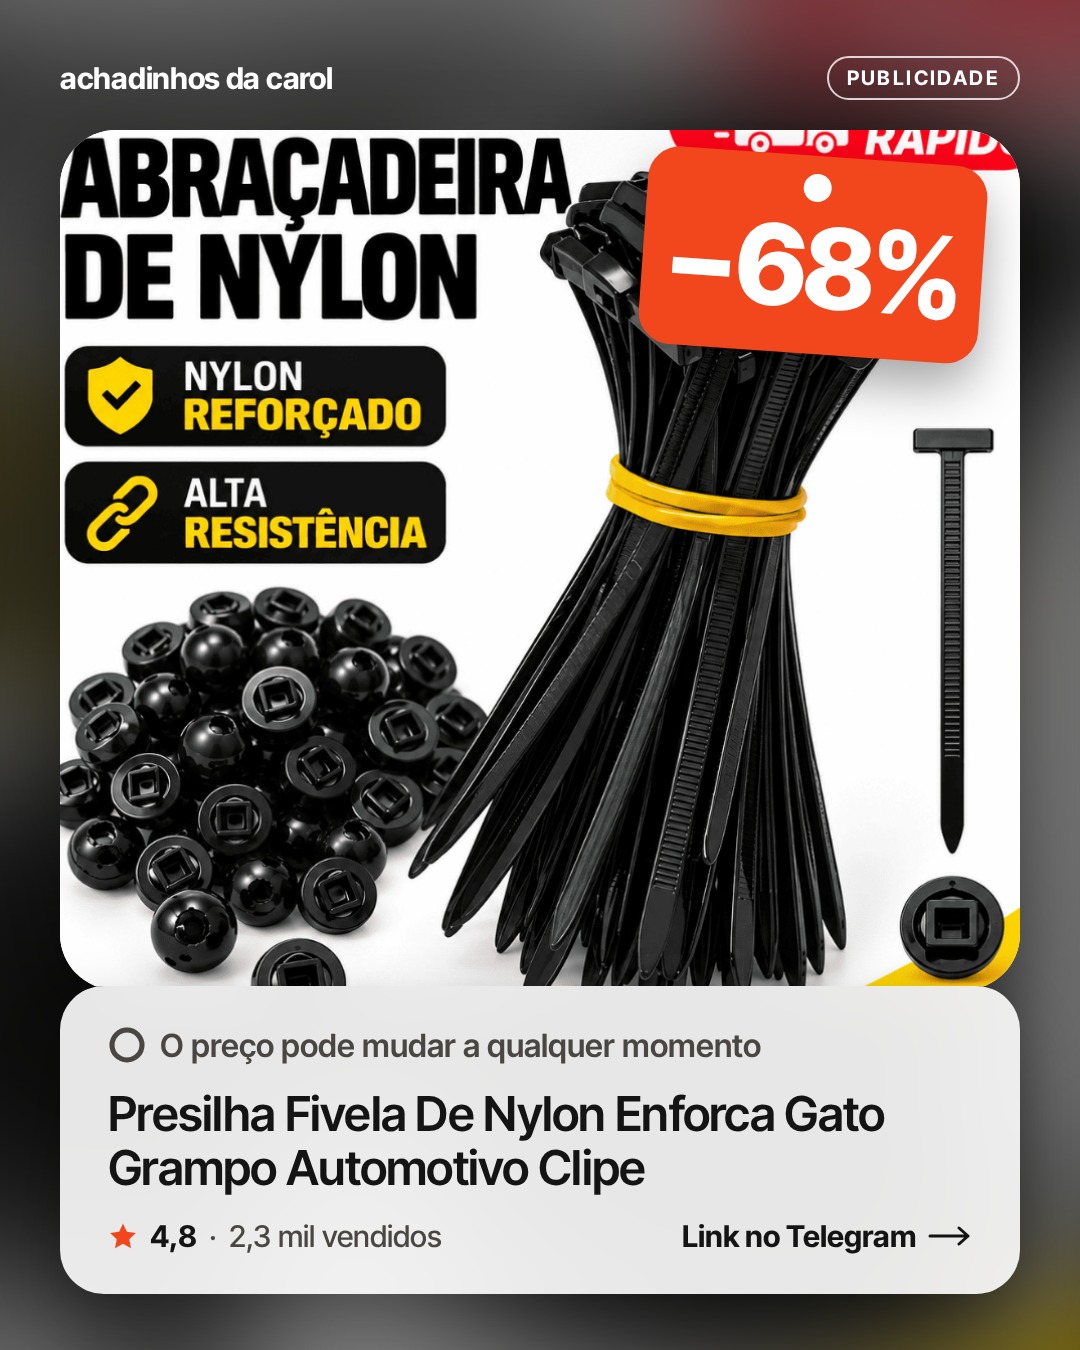 achadinhos da carol
PUBLICIDADE
ABRAÇADEIRA
DE NYLON
−68%
NYLON
REFORÇADO
ALTA
RESISTÊNCIA
O preço pode mudar a qualquer momento
Presilha Fivela De Nylon Enforca Gato
Grampo Automotivo Clipe
4,8 · 2,3 mil vendidos
Link no Telegram →